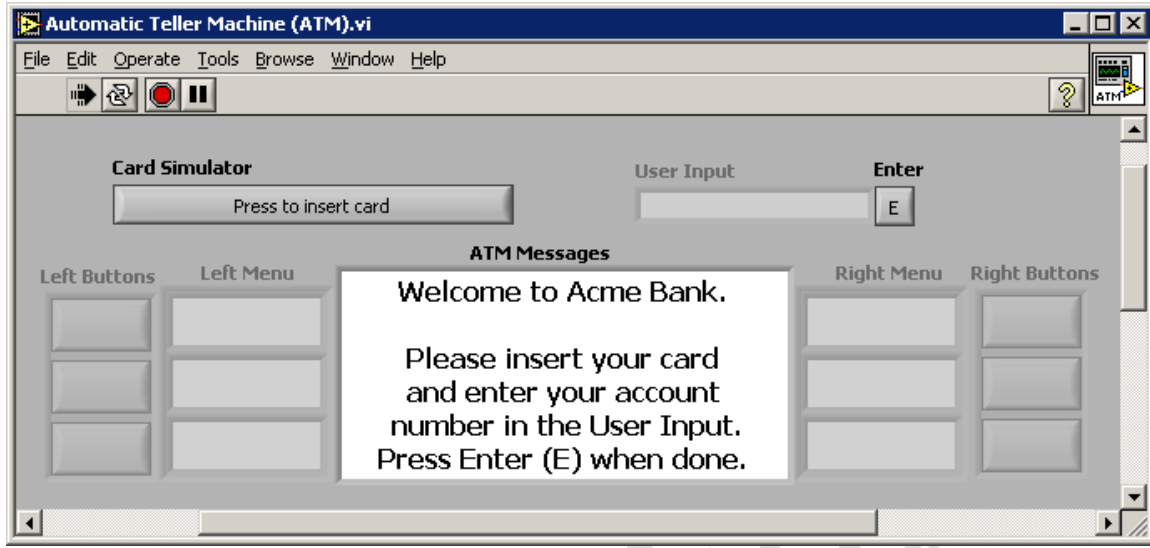 Automatic Teller Machine (ATM).vi
File Edit Operate Tools Browse Window Help
ATM
Card Simulator
User Input
Enter
Press to insert card
E
ATM Messages
Left Buttons
Left Menu
Right Menu
Right Buttons
Welcome to Acme Bank.
Please insert your card
and enter your account
number in the User Input.
Press Enter (E) when done.